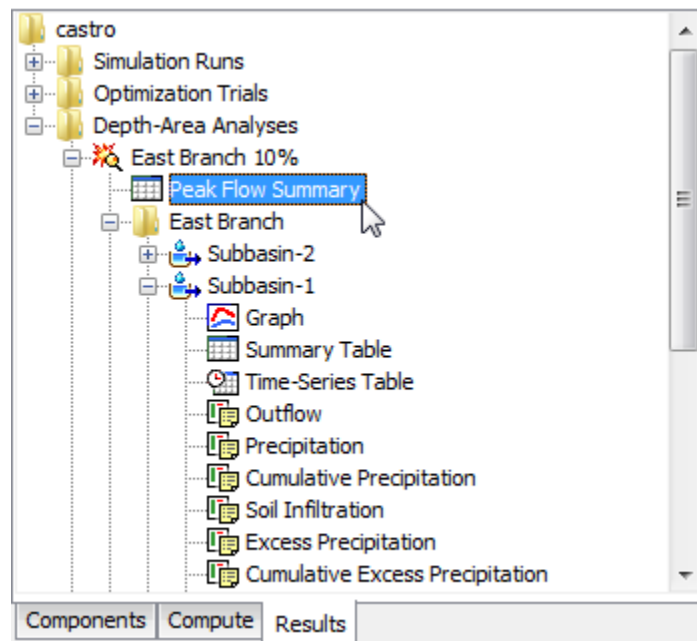 castro
Simulation Runs
Optimization Trials
Depth-Area Analyses
East Branch 10%
Peak Flow Summary
East Branch
Subbasin-2
Subbasin-1
Graph
Summary Table
Time-Series Table
Outflow
Precipitation
Cumulative Precipitation
Soil Infiltration
Excess Precipitation
Cumulative Excess Precipitation
Components Compute Results